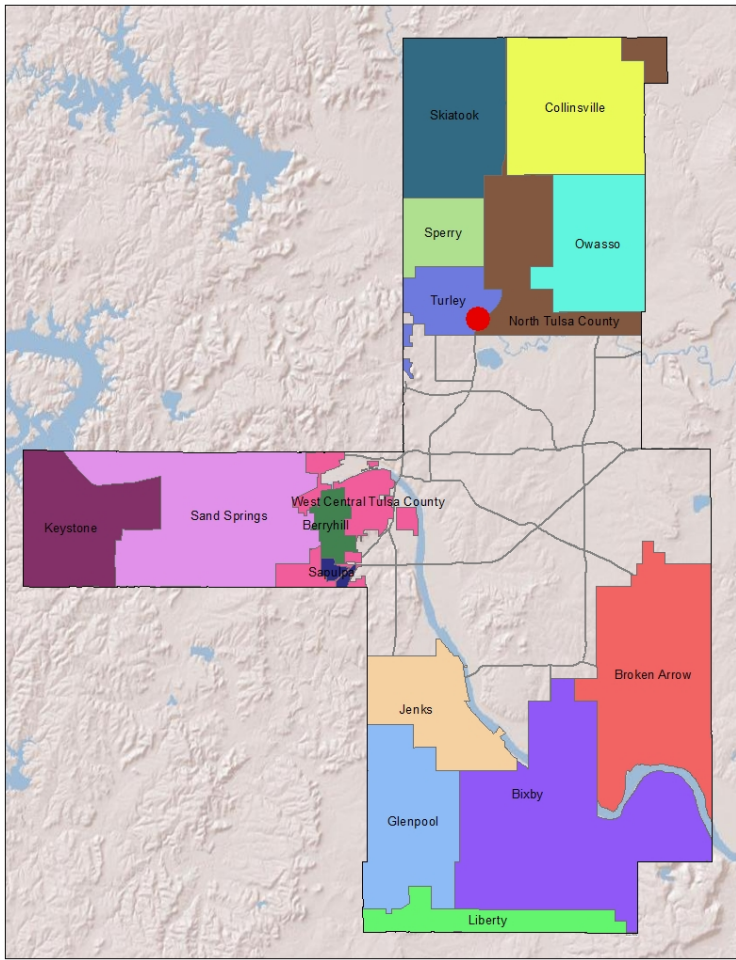 Skiatook
Collinsville
Sperry
Owasso
Turley
North Tulsa County
West Central Tulsa County
Sand Springs
Berryhill
Keystone
Sapulpa
Broken Arrow
Jenks
Bixby
Glenpool
Liberty